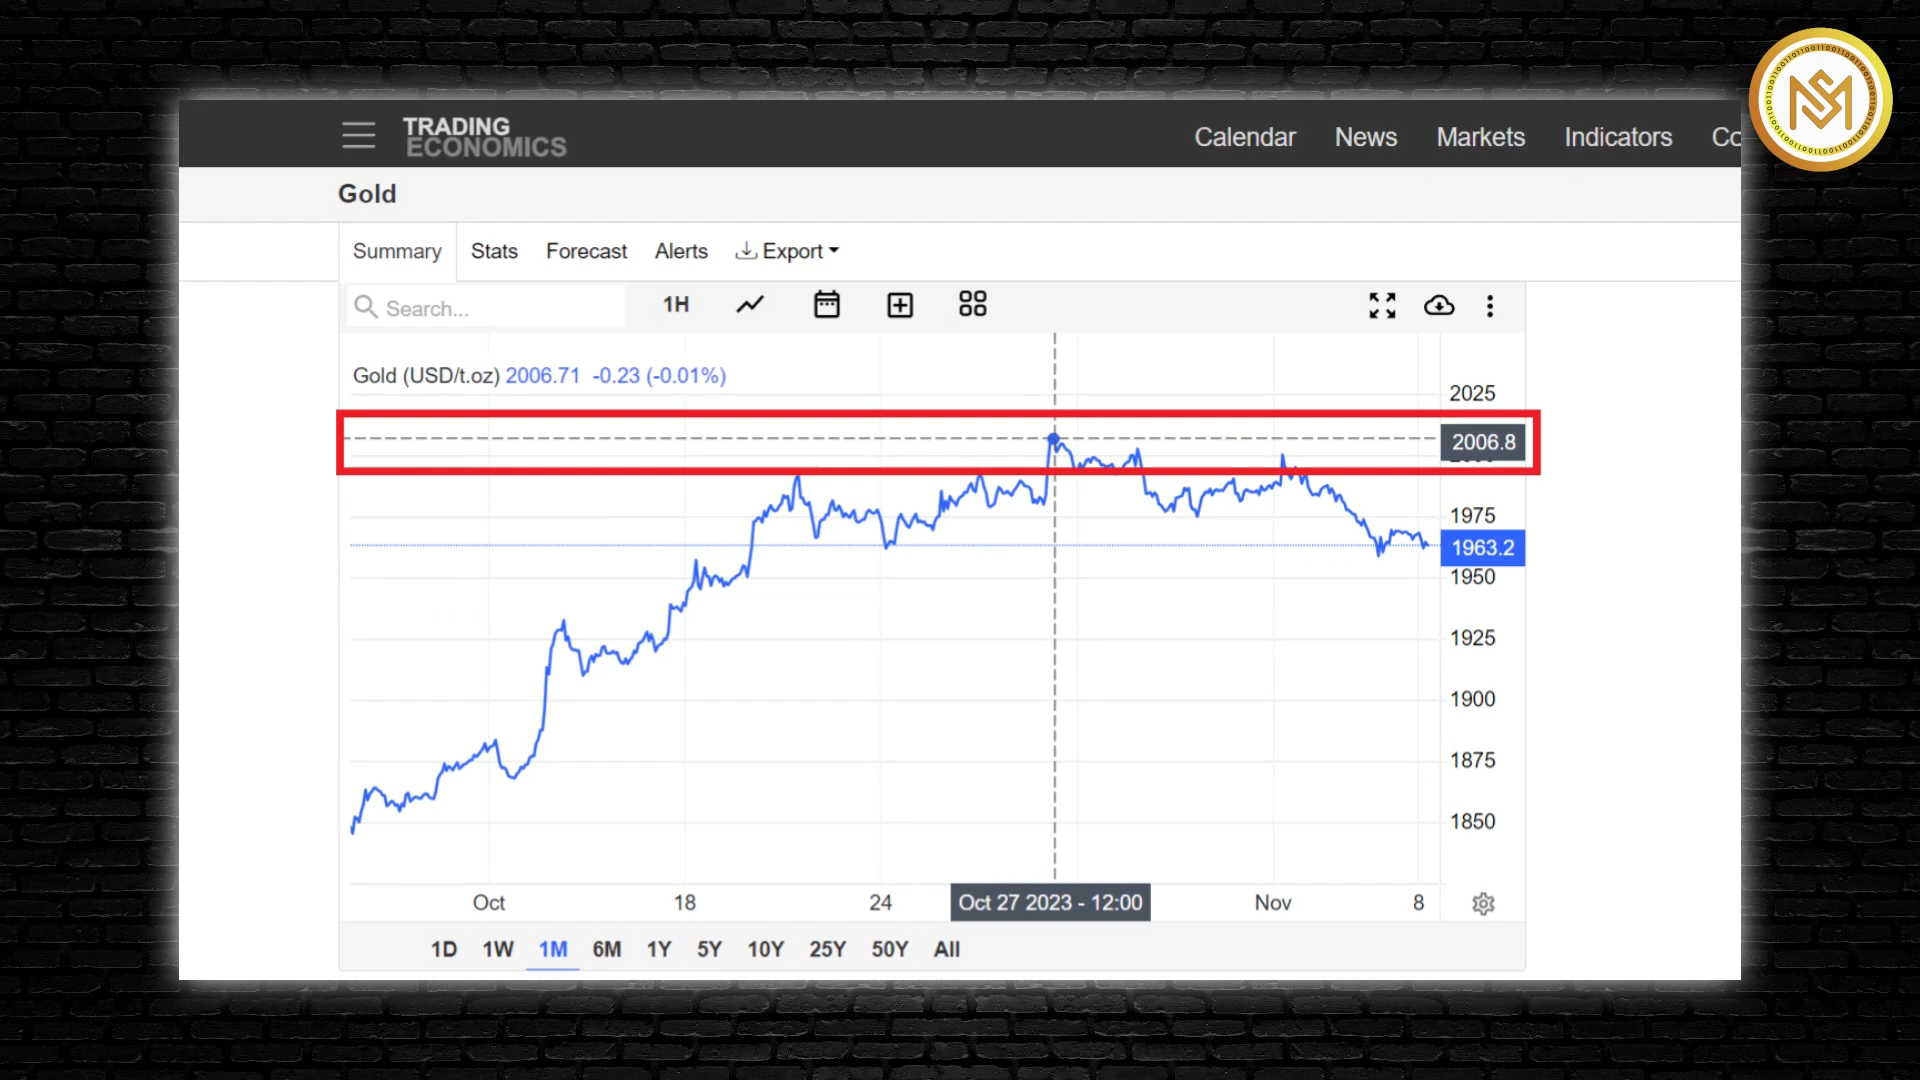 TRADING
ECONOMICS
Calendar News Markets Indicators Co
Gold
Summary Stats Forecast Alerts Export
Search... 1H
Gold (USD/t.oz) 2006.71 -0.23 (-0.01%)
2025
2006.8
1975
1963.2
1950
1925
1900
1875
1850
Oct 18 24 Oct 27 2023 - 12:00 Nov 8
1D 1W 1M 6M 1Y 5Y 10Y 25Y 50Y All